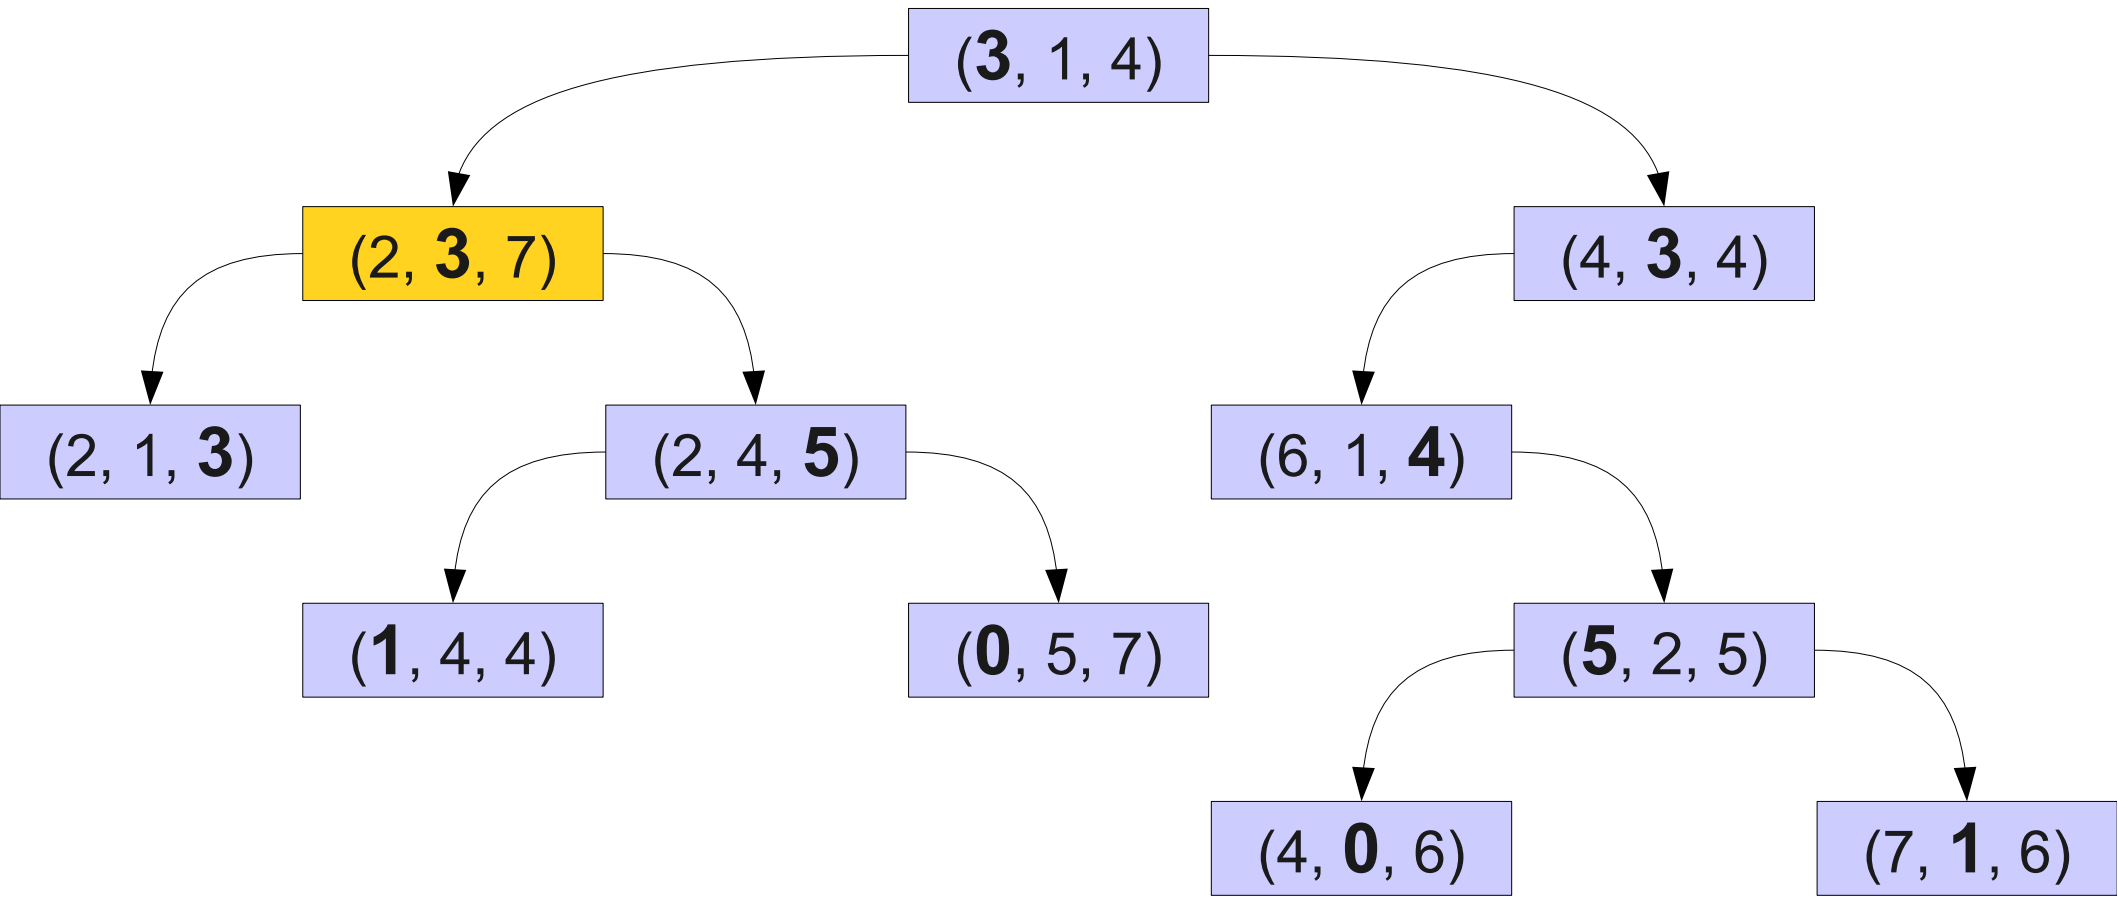 (3, 1, 4)
(2, 3, 7)
(4, 3, 4)
(2, 1, 3)
(2, 4, 5)
(6, 1, 4)
(1, 4, 4)
(0, 5, 7)
(5, 2, 5)
(4, 0, 6)
(7, 1, 6)